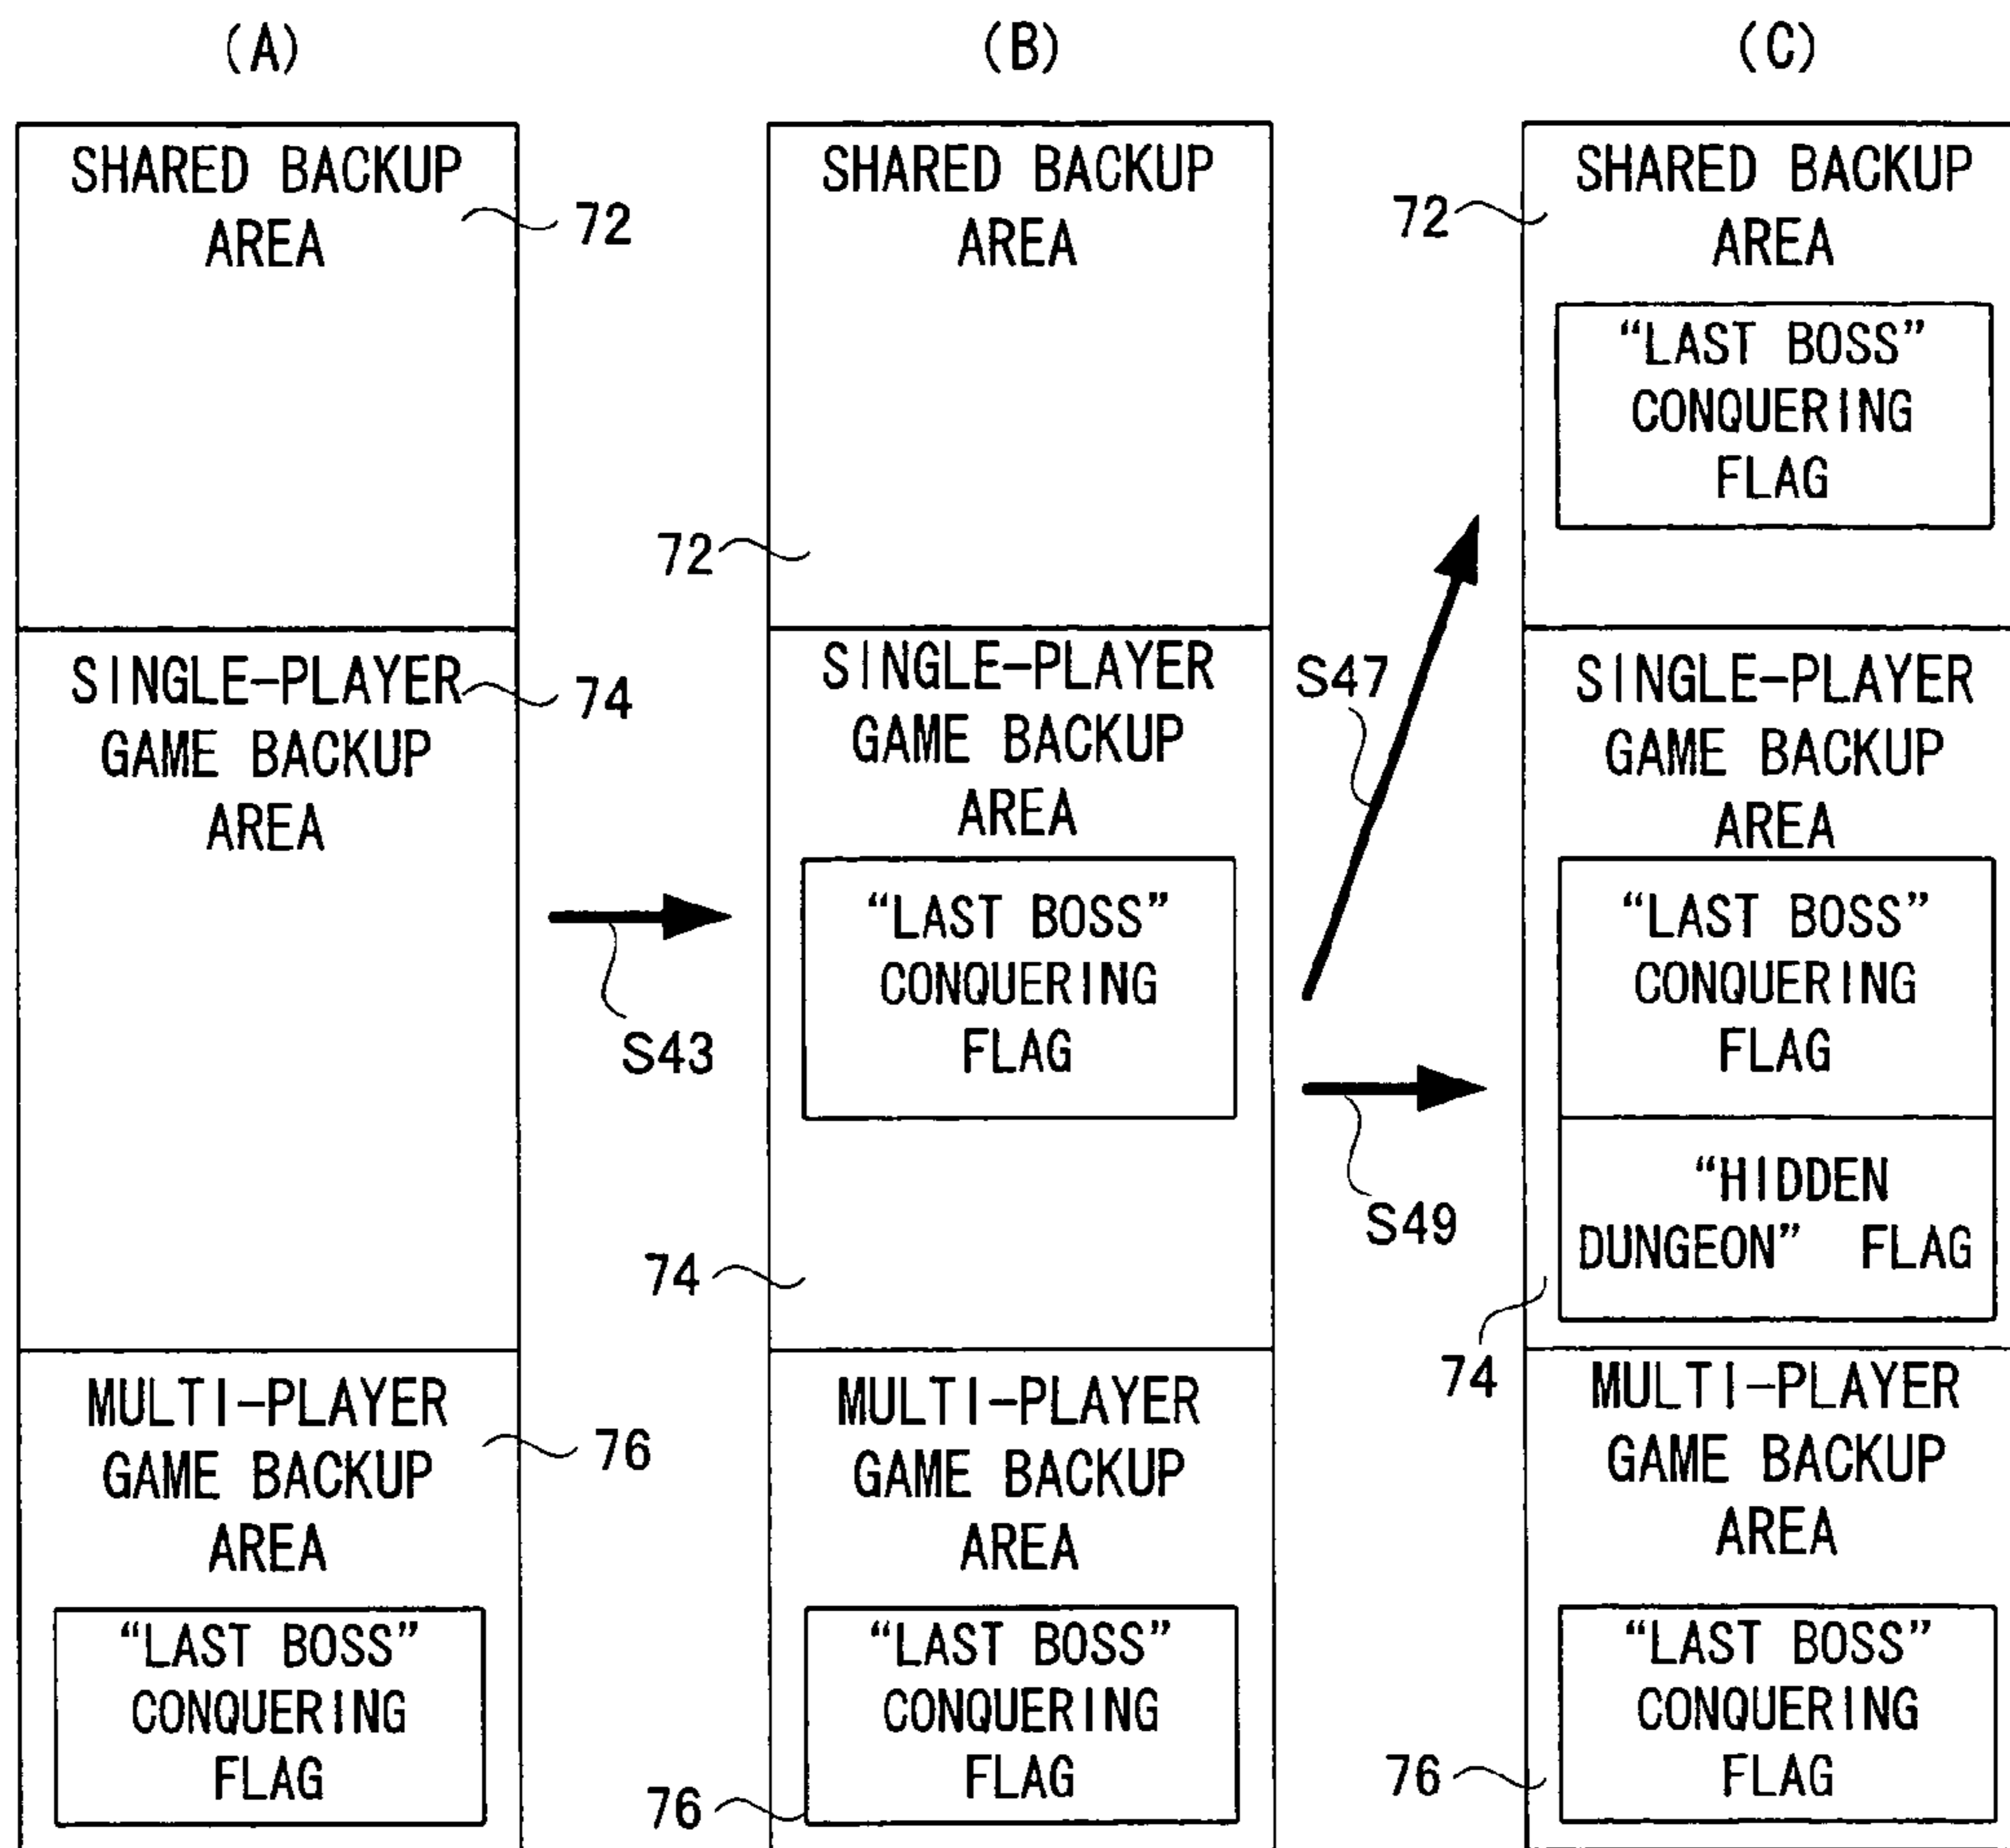 (A)
SHARED BACKUP
AREA
72
SINGLE-PLAYER
74
GAME BACKUP
AREA
MULTI-PLAYER
76
GAME BACKUP
AREA
“LAST BOSS”
CONQUERING
FLAG
S43
(B)
SHARED BACKUP
AREA
72
SINGLE-PLAYER
GAME BACKUP
AREA
“LAST BOSS”
CONQUERING
FLAG
74
MULTI-PLAYER
GAME BACKUP
AREA
“LAST BOSS”
CONQUERING
FLAG
76
S47
S49
(C)
SHARED BACKUP
72
AREA
“LAST BOSS”
CONQUERING
FLAG
SINGLE-PLAYER
GAME BACKUP
AREA
“LAST BOSS”
CONQUERING
FLAG
“HIDDEN
DUNGEON” FLAG
74
MULTI-PLAYER
GAME BACKUP
AREA
“LAST BOSS”
CONQUERING
FLAG
76